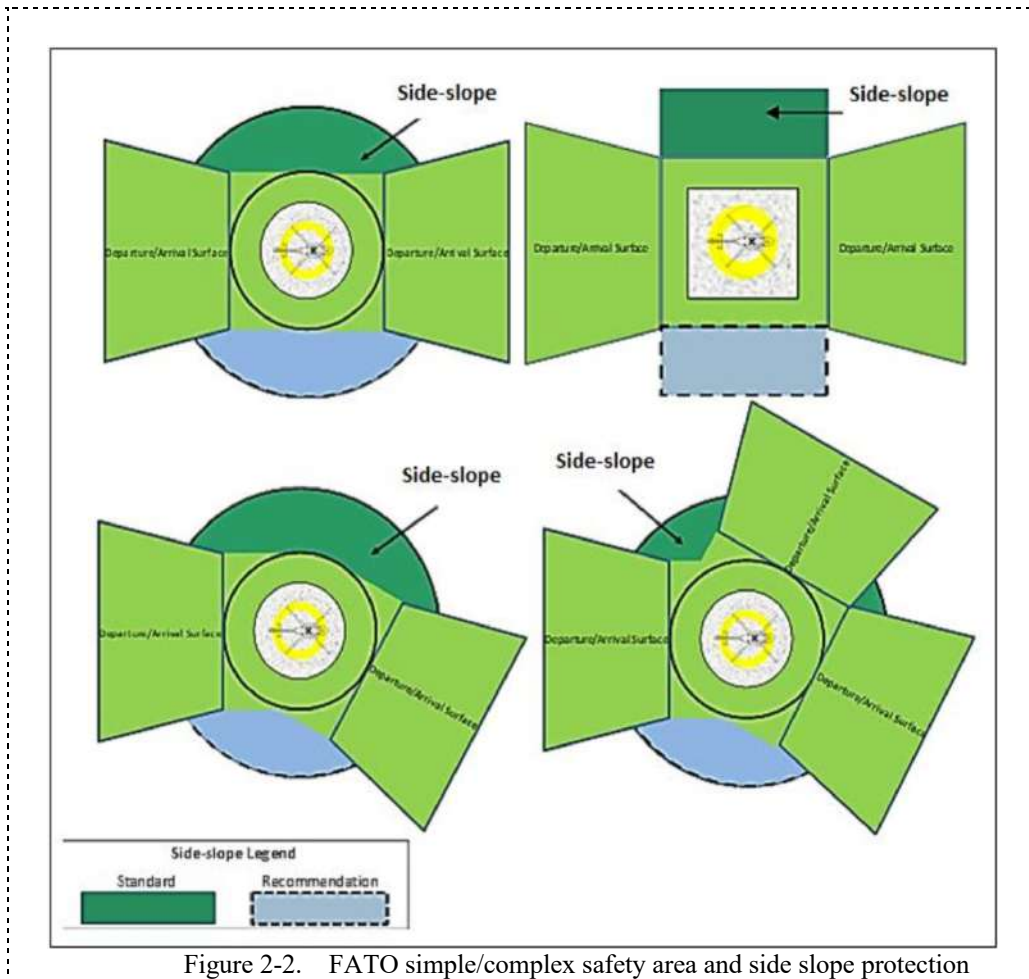 Side-slope
Side-slope
Departure/Arrival Surface
Departure/Arrival Surface
Departure/Arrival Surface
Departure/Arrival Surface
Side-slope
Side-slope
Departure/Arrival Surface
Departure/Arrival Surface
Departure/Arrival Surface
Departure/Arrival Surface
Departure/Arrival Surface
Side-slope Legend
Standard
Recommendation
Figure 2-2. FATO simple/complex safety area and side slope protection